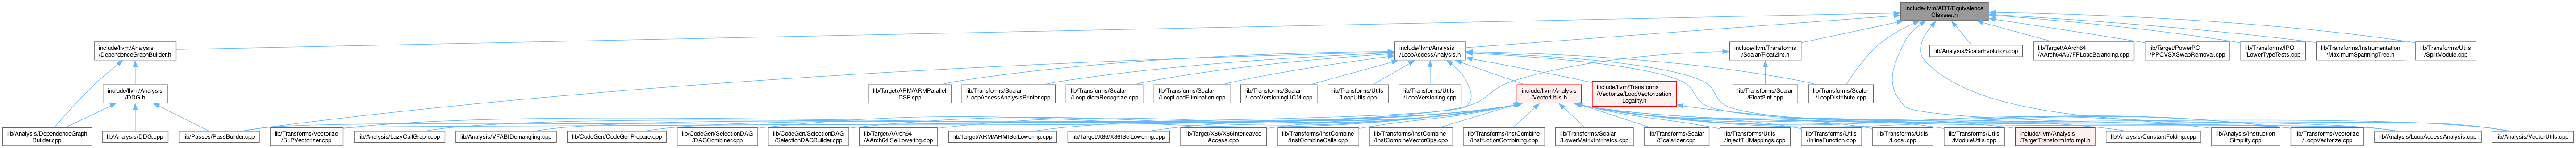 include/llvm/ADT/Equivalence
Classes.h
include/llvm/Analysis
/DependenceGraphBuilder.h
include/llvm/Analysis
/LoopAccessAnalysis.h
include/llvm/Transforms
/Scalar/Float2Int.h
lib/Analysis/ScalarEvolution.cpp
lib/Target/AArch64
/AArch64A57FPLoadBalancing.cpp
lib/Target/PowerPC
/PPCVSXSwapRemoval.cpp
lib/Transforms/IPO
/LowerTypeTests.cpp
lib/Transforms/Instrumentation
/MaximumSpanningTree.h
lib/Transforms/Utils
/SplitModule.cpp
include/llvm/Analysis
/DDG.h
lib/Target/ARM/ARMParallel
DSP.cpp
lib/Transforms/Scalar
/LoopAccessAnalysisPrinter.cpp
lib/Transforms/Scalar
/LoopIdiomRecognize.cpp
lib/Transforms/Scalar
/LoopLoadElimination.cpp
lib/Transforms/Scalar
/LoopVersioningLICM.cpp
lib/Transforms/Utils
/LoopUtils.cpp
lib/Transforms/Utils
/LoopVersioning.cpp
include/llvm/Analysis
/VectorUtils.h
include/llvm/Transforms
/Vectorize/LoopVectorization
Legality.h
lib/Transforms/Scalar
/Float2Int.cpp
lib/Transforms/Scalar
/LoopDistribute.cpp
lib/Analysis/DependenceGraph
Builder.cpp
lib/Analysis/DDG.cpp
lib/Passes/PassBuilder.cpp
lib/Transforms/Vectorize
/SLPVectorizer.cpp
lib/Analysis/LazyCallGraph.cpp
lib/Analysis/VFABIDemangling.cpp
lib/CodeGen/CodeGenPrepare.cpp
lib/CodeGen/SelectionDAG
/DAGCombiner.cpp
lib/CodeGen/SelectionDAG
/SelectionDAGBuilder.cpp
lib/Target/AArch64
/AArch64ISelLowering.cpp
lib/Target/ARM/ARMISelLowering.cpp
lib/Target/X86/X86ISelLowering.cpp
lib/Target/X86/X86Interleaved
Access.cpp
lib/Transforms/InstCombine
/InstCombineCalls.cpp
lib/Transforms/InstCombine
/InstCombineVectorOps.cpp
lib/Transforms/InstCombine
/InstructionCombining.cpp
lib/Transforms/Scalar
/LowerMatrixIntrinsics.cpp
lib/Transforms/Scalar
/Scalarizer.cpp
lib/Transforms/Utils
/InjectTLIMappings.cpp
lib/Transforms/Utils
/InlineFunction.cpp
lib/Transforms/Utils
/Local.cpp
lib/Transforms/Utils
/ModuleUtils.cpp
include/llvm/Analysis
/TargetTransformInfoImpl.h
lib/Analysis/ConstantFolding.cpp
lib/Analysis/Instruction
Simplify.cpp
lib/Transforms/Vectorize
/LoopVectorize.cpp
lib/Analysis/LoopAccessAnalysis.cpp
lib/Analysis/VectorUtils.cpp